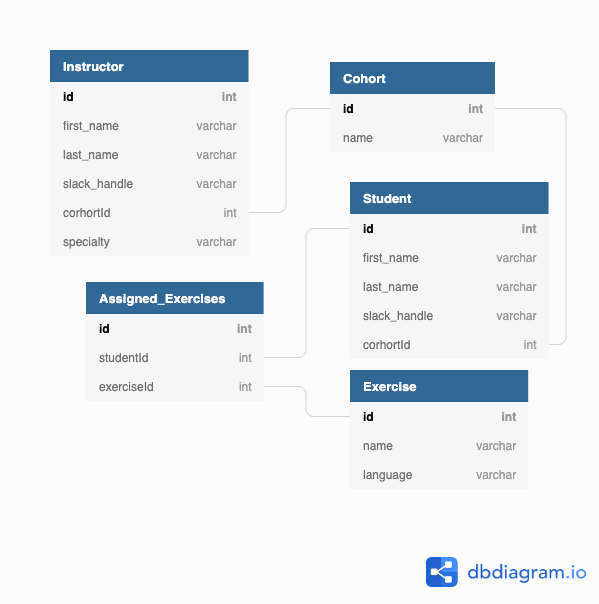 Instructor
id int
first_name varchar
last_name varchar
slack_handle varchar
corhortId int
specialty varchar
Cohort
id int
name varchar
Student
id int
first_name varchar
last_name varchar
slack_handle varchar
corhortId int
Assigned_Exercises
id int
studentId int
exerciseId int
Exercise
id int
name varchar
language varchar
dbdiagram.io